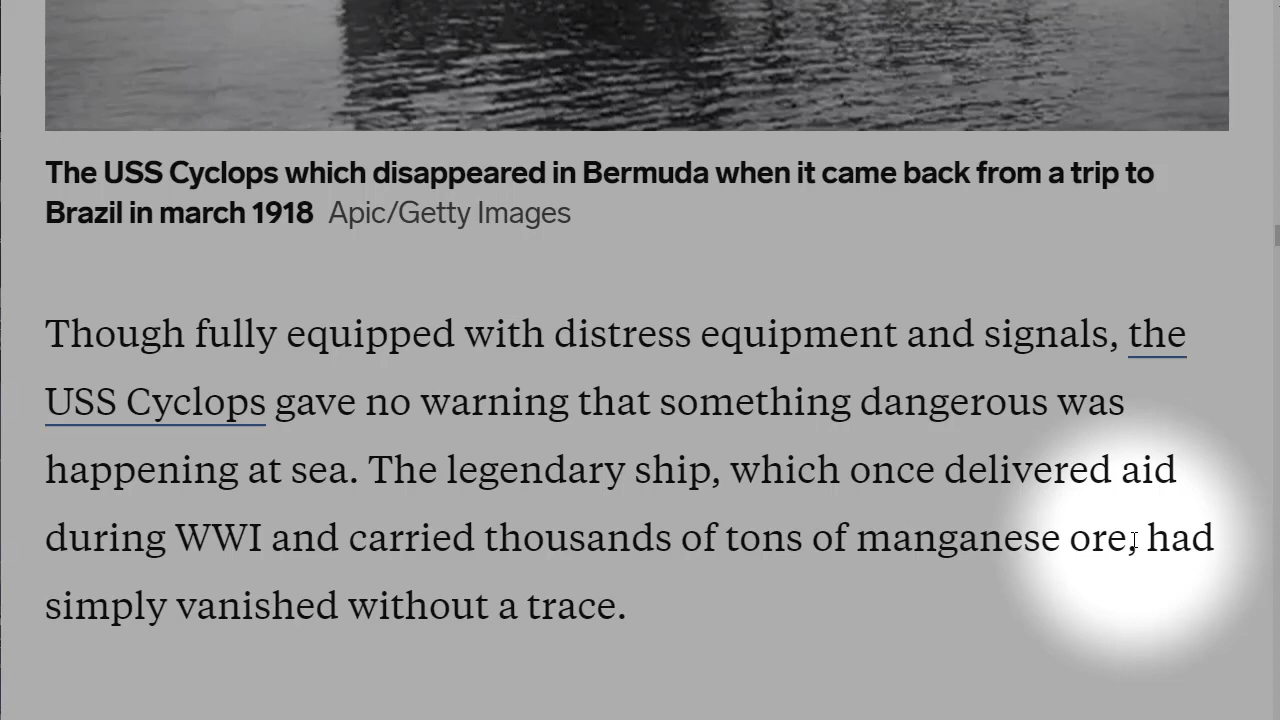 The USS Cyclops which disappeared in Bermuda when it came back from a trip to
Brazil in march 1918 Apic/Getty Images
Though fully equipped with distress equipment and signals, the
USS Cyclops gave no warning that something dangerous was
happening at sea. The legendary ship, which once delivered aid
during WWI and carried thousands of tons of manganese ore, had
simply vanished without a trace.